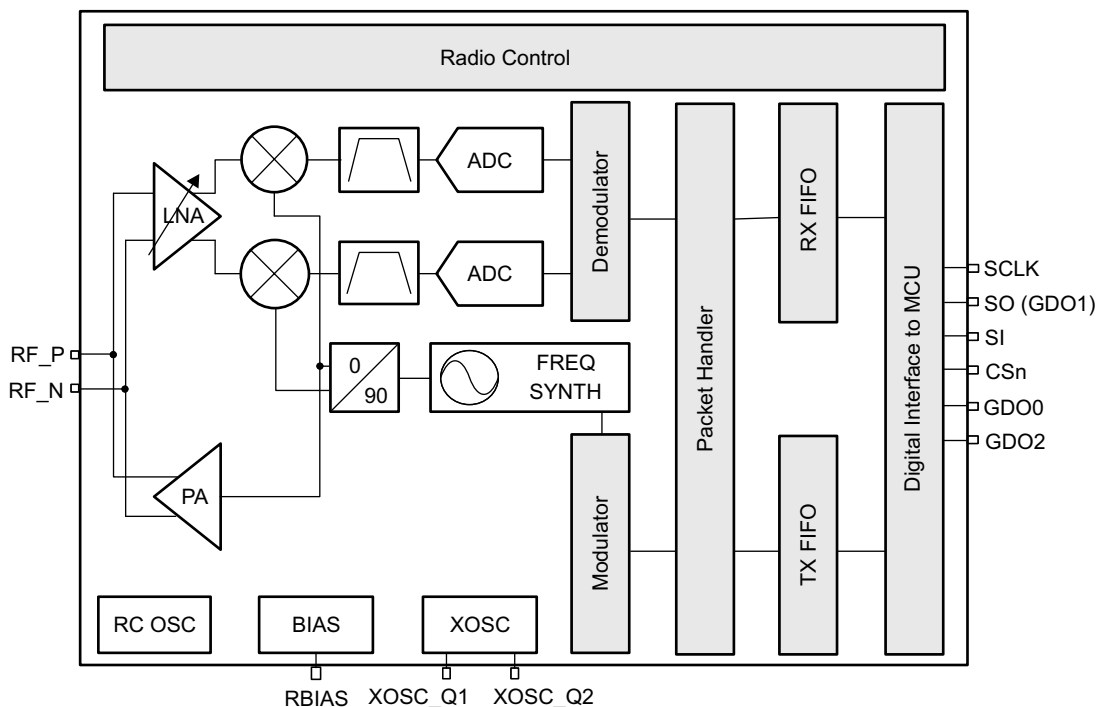 Radio Control
LNA
ADC
ADC
Demodulator
Packet Handler
RX FIFO
Digital Interface to MCU
SCLK
SO (GDO1)
SI
CSn
GDO0
GDO2
RF_P
RF_N
0
90
FREQ
SYNTH
PA
Modulator
TX FIFO
RC OSC
BIAS
XOSC
RBIAS
XOSC_Q1
XOSC_Q2